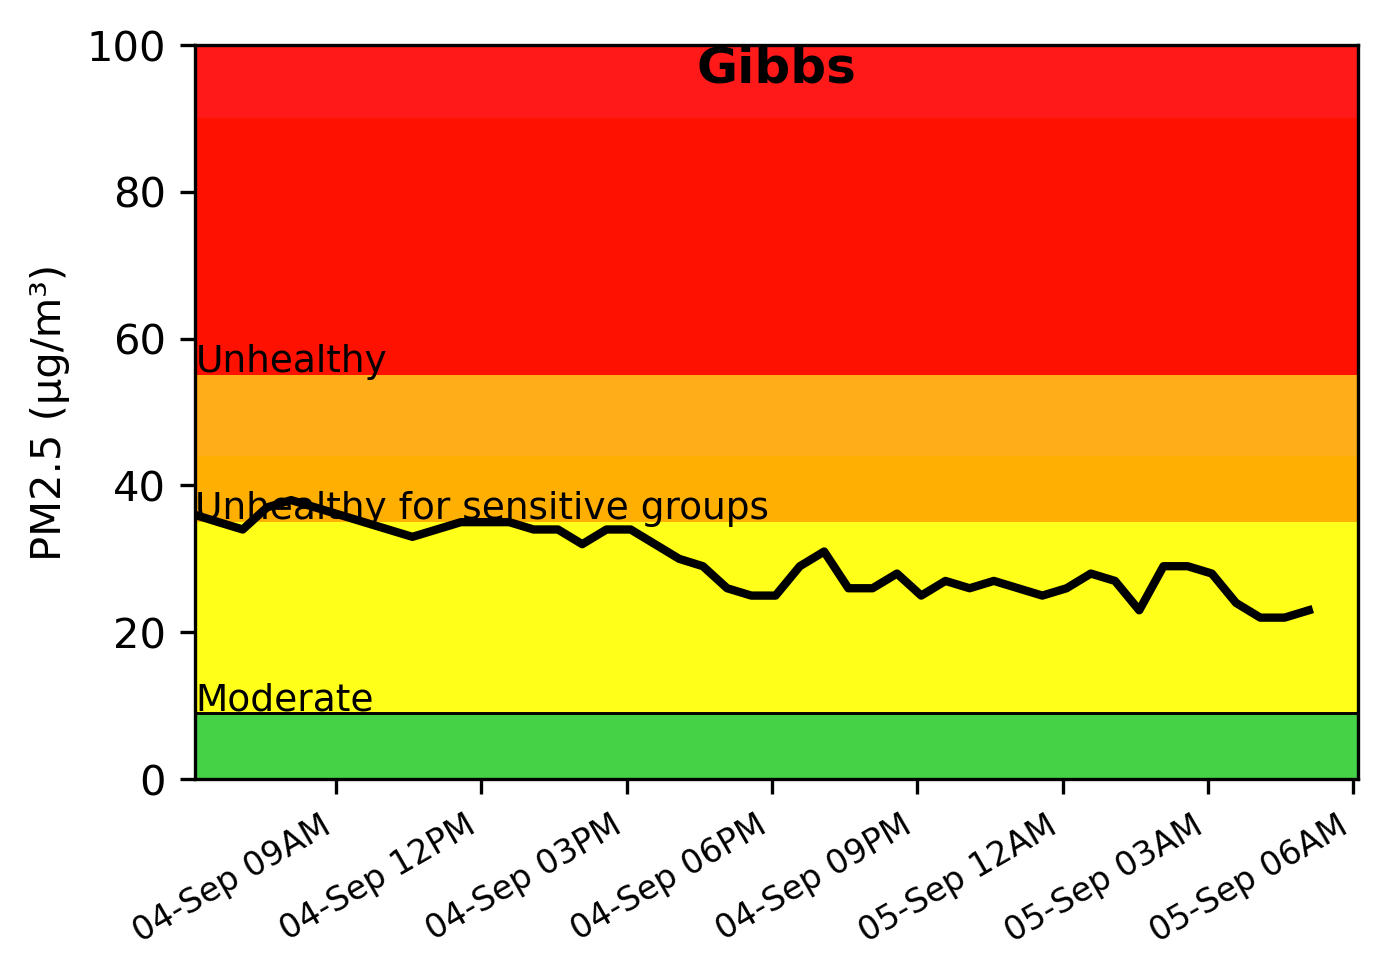 Gibbs
100
80
60
40
20
0
PM2.5 (μg/m³)
Unhealthy
Unhealthy for sensitive groups
Moderate
04-Sep 09AM
04-Sep 12PM
04-Sep 03PM
04-Sep 06PM
04-Sep 09PM
05-Sep 12AM
05-Sep 03AM
05-Sep 06AM